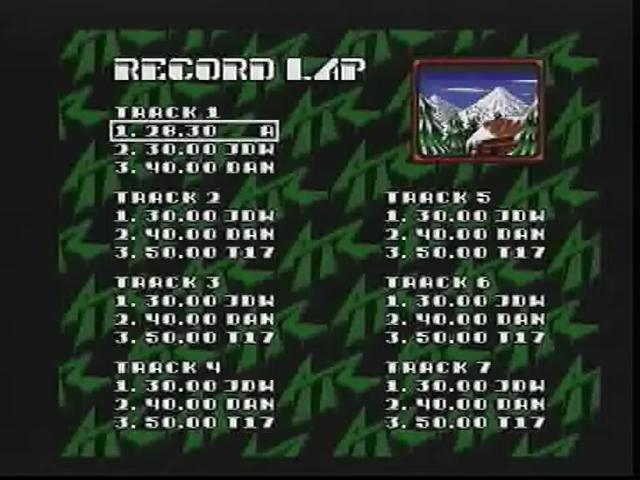 RECORD LAP
TRACK 1
1. 28.30 A
2. 30.00 JDW
3. 40.00 DAN
TRACK 2
1. 30.00 JDW
2. 40.00 DAN
3. 50.00 T17
TRACK 3
1. 30.00 JDW
2. 40.00 DAN
3. 50.00 T17
TRACK 4
1. 30.00 JDW
2. 40.00 DAN
3. 50.00 T17
TRACK 5
1. 30.00 JDW
2. 40.00 DAN
3. 50.00 T17
TRACK 6
1. 30.00 JDW
2. 40.00 DAN
3. 50.00 T17
TRACK 7
1. 30.00 JDW
2. 40.00 DAN
3. 50.00 T17